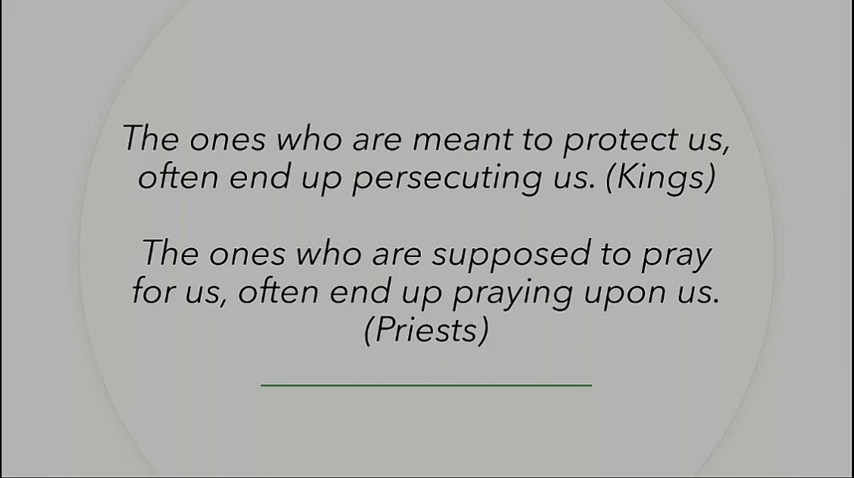 The ones who are meant to protect us,
often end up persecuting us. (Kings)
The ones who are supposed to pray
for us, often end up praying upon us.
(Priests)